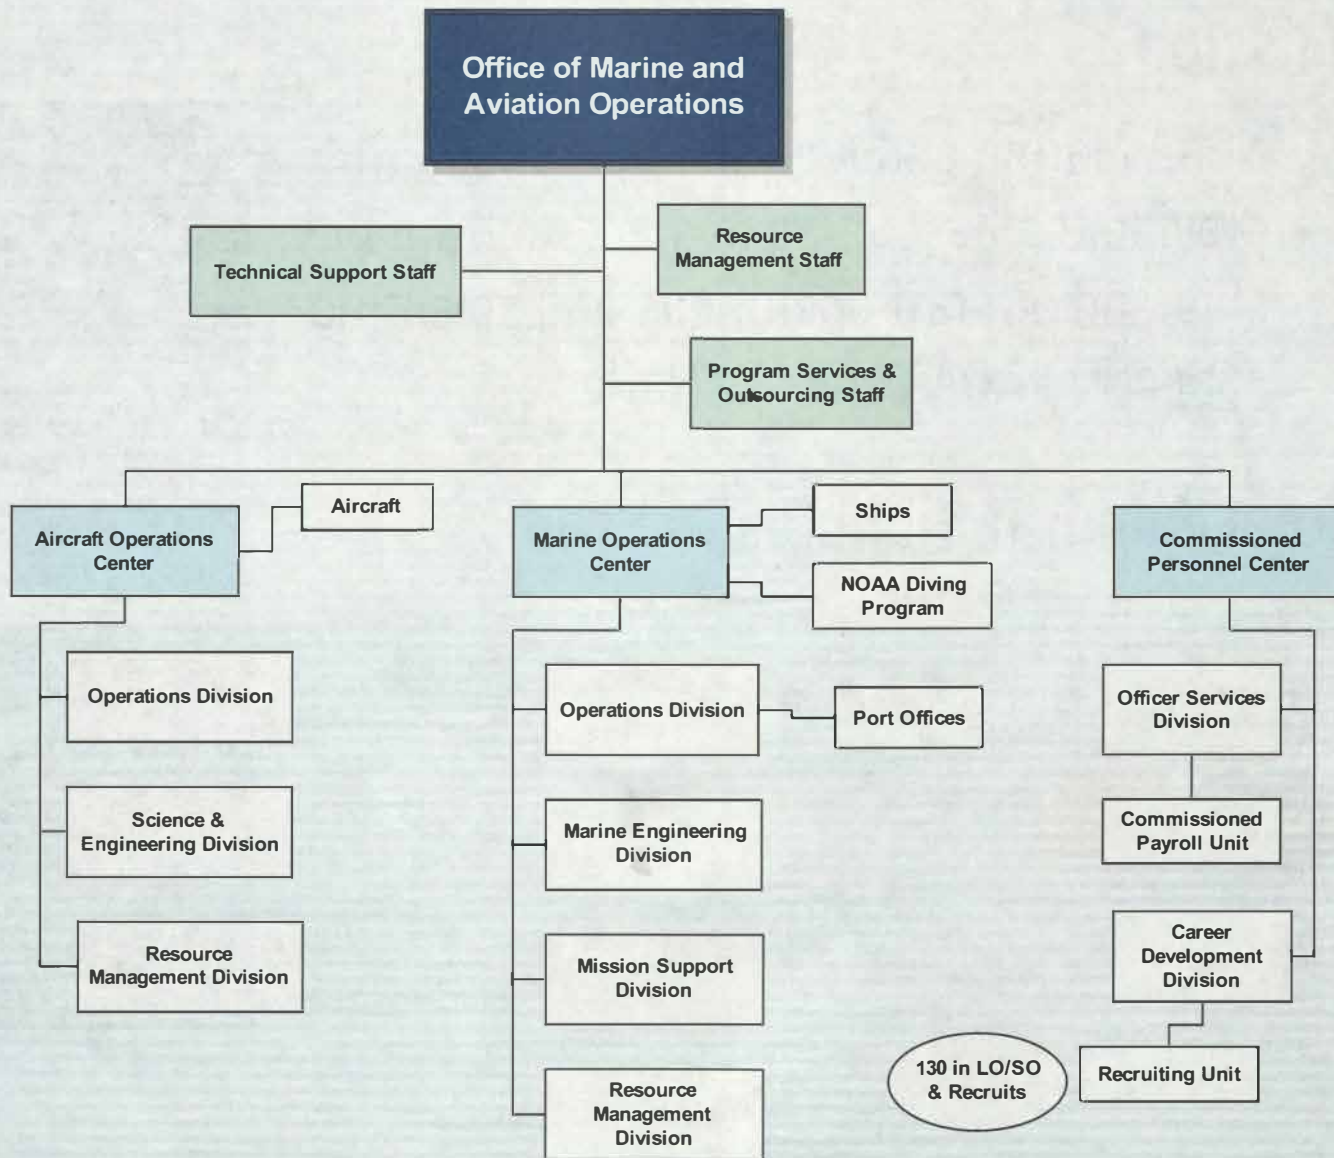 Office of Marine and
Aviation Operations
Technical Support Staff
Resource
Management Staff
Program Services &
Outsourcing Staff
Aircraft Operations
Center
Aircraft
Marine Operations
Center
Ships
NOAA Diving
Program
Commissioned
Personnel Center
Operations Division
Science &
Engineering Division
Resource
Management Division
Operations Division
Port Offices
Marine Engineering
Division
Mission Support
Division
Resource
Management
Division
Officer Services
Division
Commissioned
Payroll Unit
Career
Development
Division
Recruiting Unit
130 in LO/SO
& Recruits